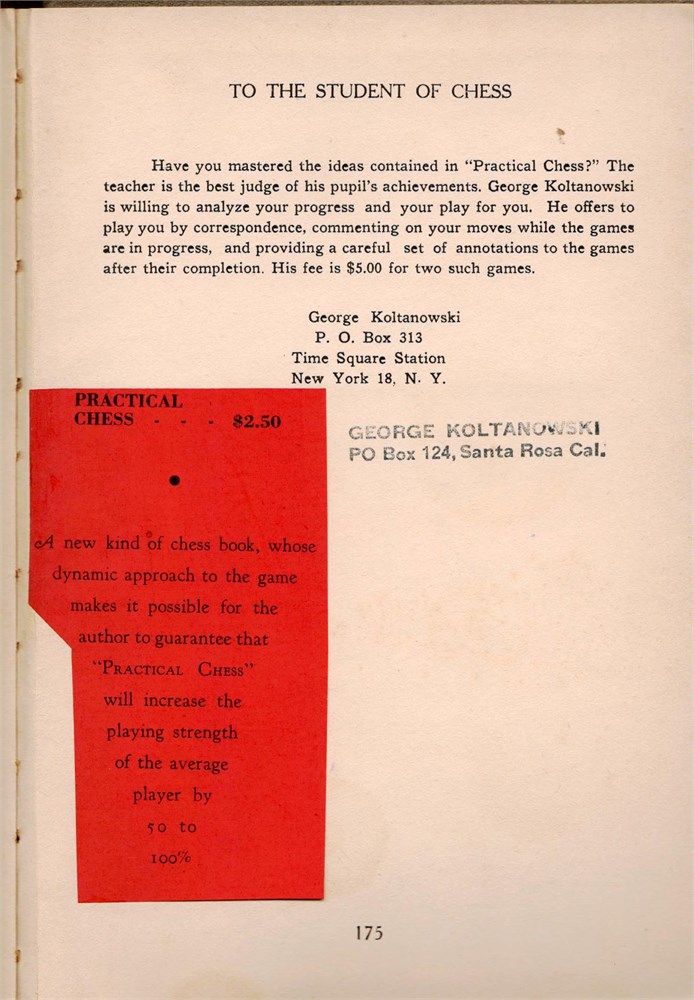 TO THE STUDENT OF CHESS
Have you mastered the ideas contained in “Practical Chess?” The
teacher is the best judge of his pupil’s achievements. George Koltanowski
is willing to analyze your progress and your play for you. He offers to
play you by correspondence, commenting on your moves while the games
are in progress, and providing a careful set of annotations to the games
after their completion. His fee is $5.00 for two such games.
George Koltanowski
P. O. Box 313
Time Square Station
New York 18, N. Y.
GEORGE KOLTANOWSKI
PO Box 124, Santa Rosa Cal.
PRACTICAL
CHESS - - - $2.50
A new kind of chess book, whose
dynamic approach to the game
makes it possible for the
author to guarantee that
“PRACTICAL CHESS”
will increase the
playing strength
of the average
player by
50 to
100%
175